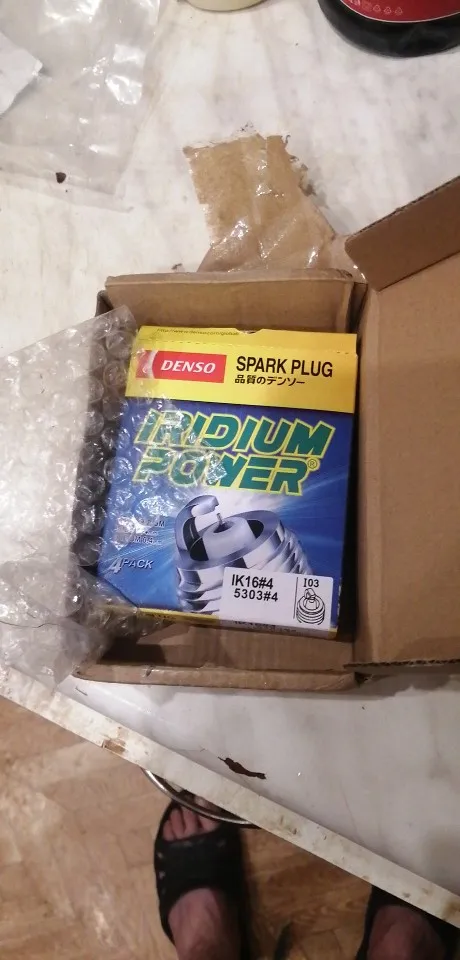 DENSO
SPARK PLUG
品質のデンソー
IRIDIUM
POWER®
4PACK
IK16#4
5303#4
I03